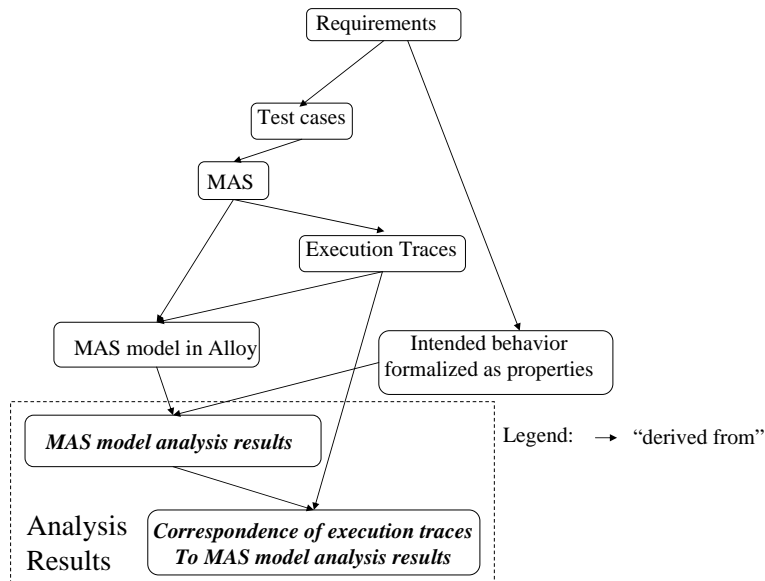 Requirements
Test cases
MAS
Execution Traces
MAS model in Alloy
Intended behavior
formalized as properties
MAS model analysis results
Legend: → “derived from”
Analysis
Results
Correspondence of execution traces
To MAS model analysis results